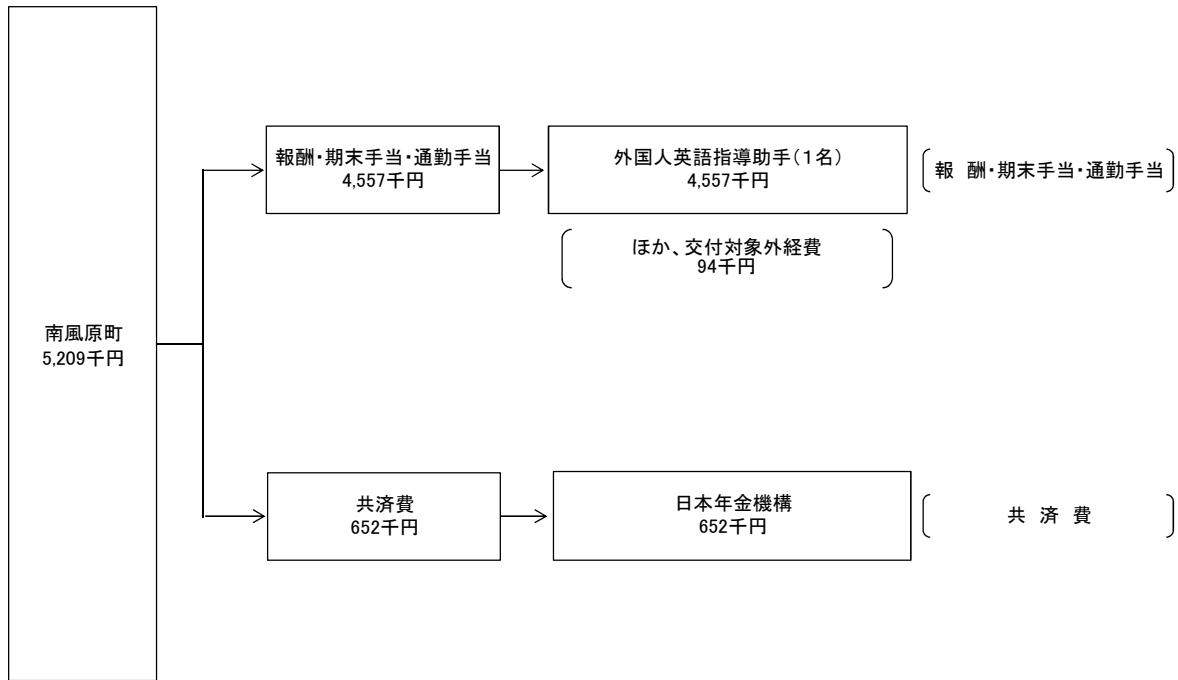 南風原町
5,209千円
報酬・期末手当・通勤手当
4,557千円
外国人英語指導助手(1名)
4,557千円
報 酬・期末手当・通勤手当
ほか、交付対象外経費
94千円
共済費
652千円
日本年金機構
652千円
共 済 費